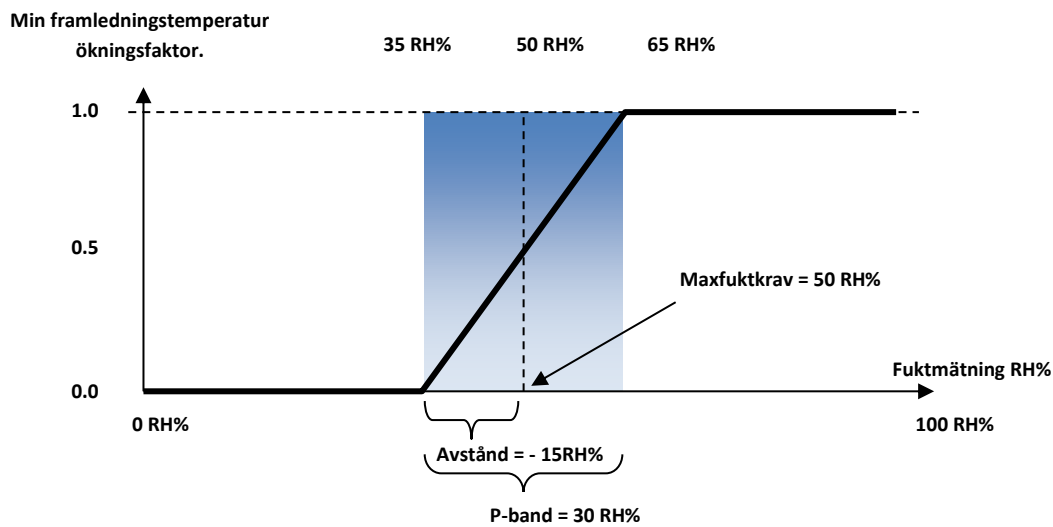 Min framledningstemperatur
ökningsfaktor.
35 RH%
50 RH%
65 RH%
1.0
0.5
Maxfuktkrav = 50 RH%
0.0
Fuktmätning RH%
0 RH%
100 RH%
Avstånd = - 15RH%
P-band = 30 RH%